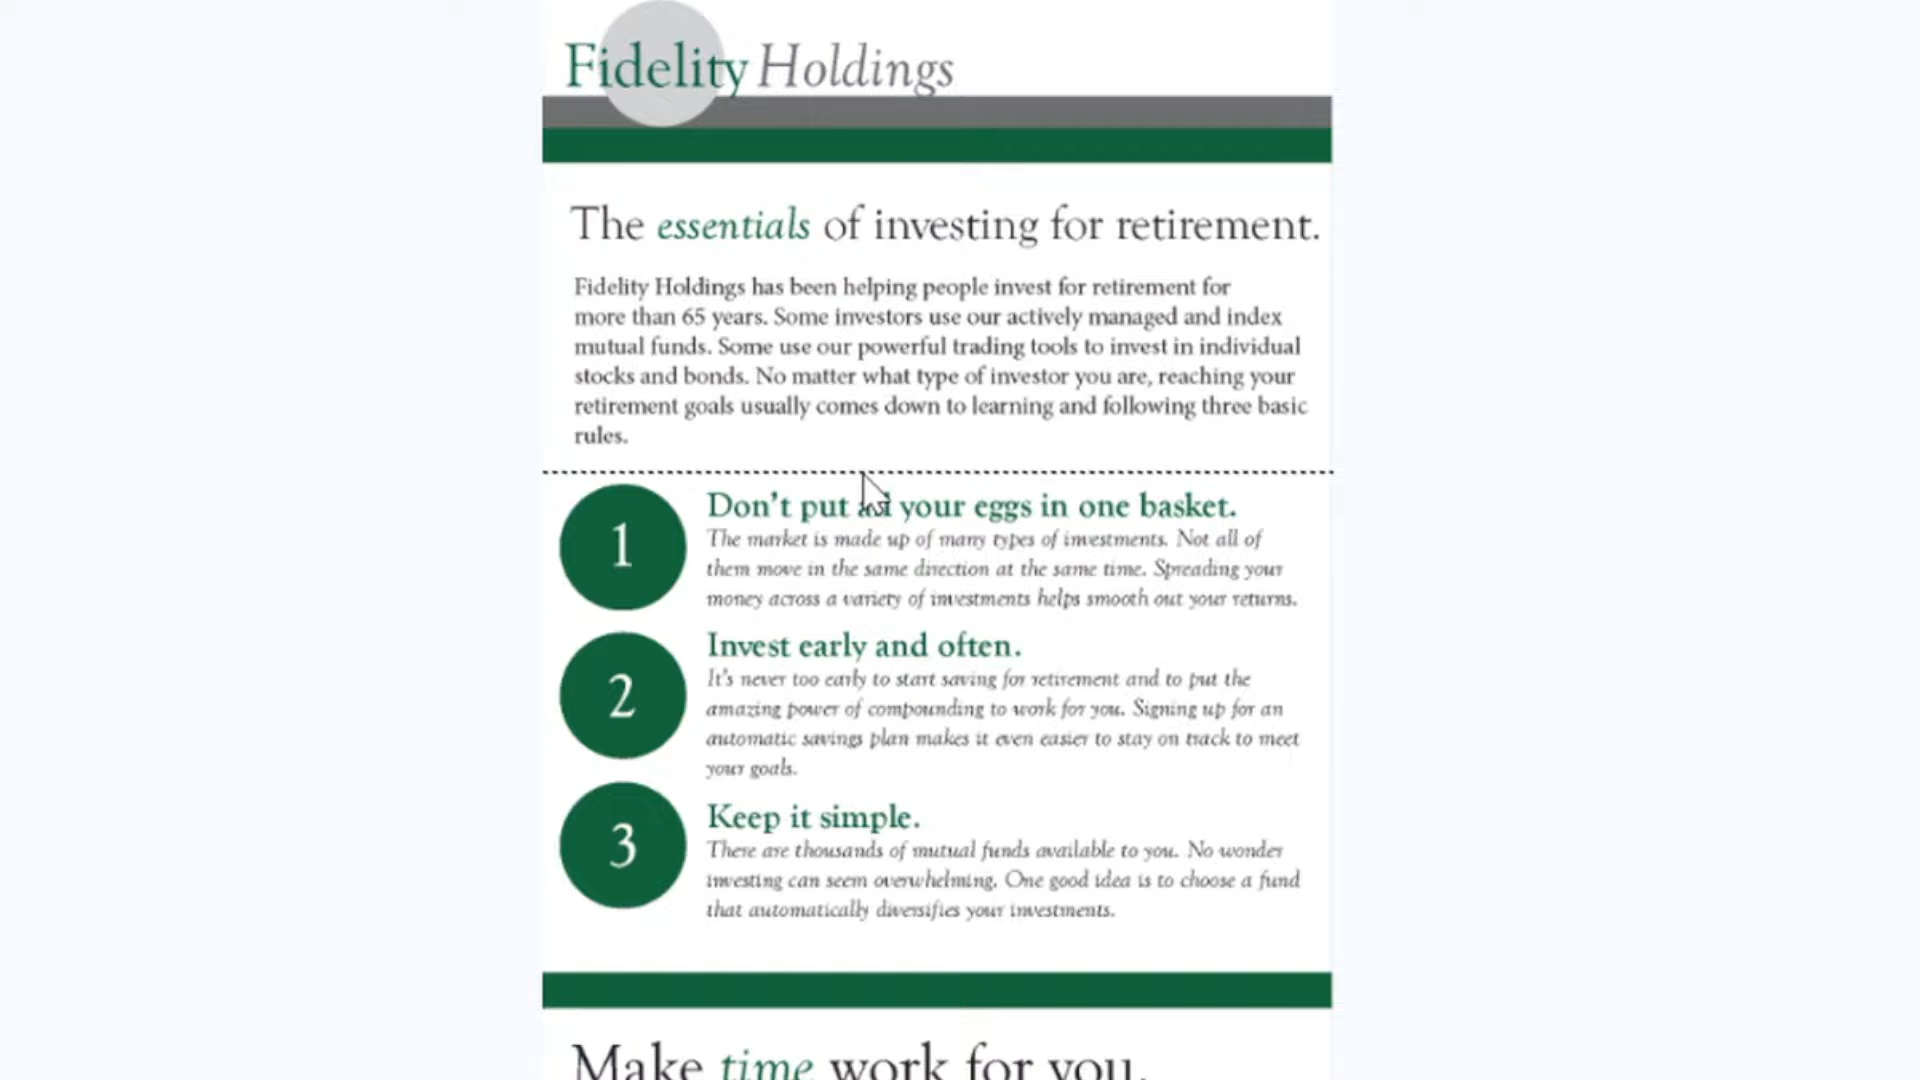 Fidelity Holdings
The essentials of investing for retirement.
Fidelity Holdings has been helping people invest for retirement for
more than 65 years. Some investors use our actively managed and index
mutual funds. Some use our powerful trading tools to invest in individual
stocks and bonds. No matter what type of investor you are, reaching your
retirement goals usually comes down to learning and following three basic
rules.
1
Don't put all your eggs in one basket.
The market is made up of many types of investments. Not all of
them move in the same direction at the same time. Spreading your
money across a variety of investments helps smooth out your returns.
2
Invest early and often.
It's never too early to start saving for retirement and to put the
amazing power of compounding to work for you. Signing up for an
automatic savings plan makes it even easier to stay on track to meet
your goals.
3
Keep it simple.
There are thousands of mutual funds available to you. No wonder
investing can seem overwhelming. One good idea is to choose a fund
that automatically diversifies your investments.
Make time work for you.